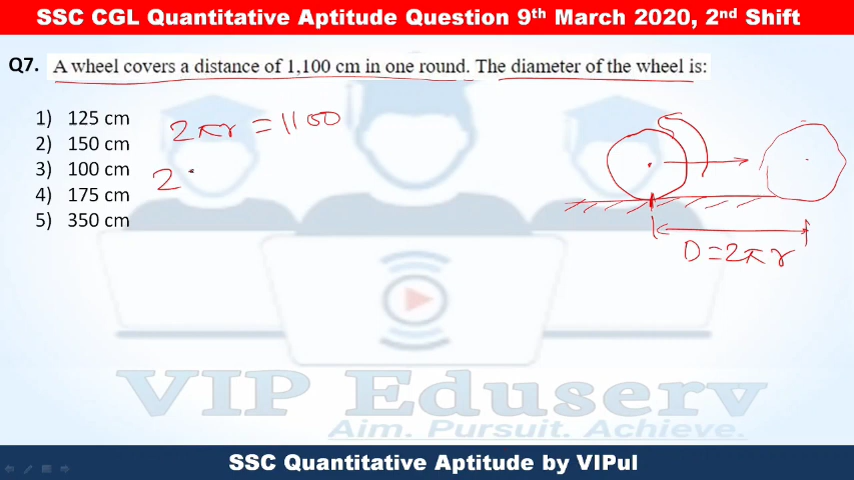 SSC CGL Quantitative Aptitude Question 9th March 2020, 2nd Shift
Q7. A wheel covers a distance of 1,100 cm in one round. The diameter of the wheel is:
1) 125 cm
2) 150 cm
3) 100 cm
4) 175 cm
5) 350 cm
2πr = 1100
2
D = 2πr
VIP Eduserv
Aim. Pursuit. Achieve.
SSC Quantitative Aptitude by VIPul